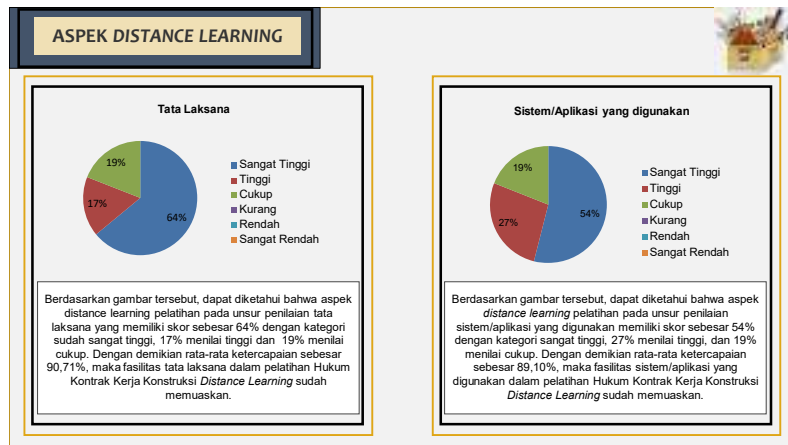 ASPEK DISTANCE LEARNING
Tata Laksana
19%
17%
64%
Sangat Tinggi
Tinggi
Cukup
Kurang
Rendah
Sangat Rendah
Berdasarkan gambar tersebut, dapat diketahui bahwa aspek
distance learning pelatihan pada unsur penilaian tata
laksana yang memiliki skor sebesar 64% dengan kategori
sudah sangat tinggi, 17% menilai tinggi dan 19% menilai
cukup. Dengan demikian rata-rata ketercapaian sebesar
90,71%, maka fasilitas tata laksana dalam pelatihan Hukum
Kontrak Kerja Konstruksi Distance Learning sudah
memuaskan.
Sistem/Aplikasi yang digunakan
19%
27%
54%
Sangat Tinggi
Tinggi
Cukup
Kurang
Rendah
Sangat Rendah
Berdasarkan gambar tersebut, dapat diketahui bahwa aspek
distance learning pelatihan pada unsur penilaian
sistem/aplikasi yang digunakan memiliki skor sebesar 54%
dengan kategori sangat tinggi, 27% menilai tinggi, dan 19%
menilai cukup. Dengan demikian rata-rata ketercapaian
sebesar 89,10%, maka fasilitas sistem/aplikasi yang
digunakan dalam pelatihan Hukum Kontrak Kerja Konstruksi
Distance Learning sudah memuaskan.